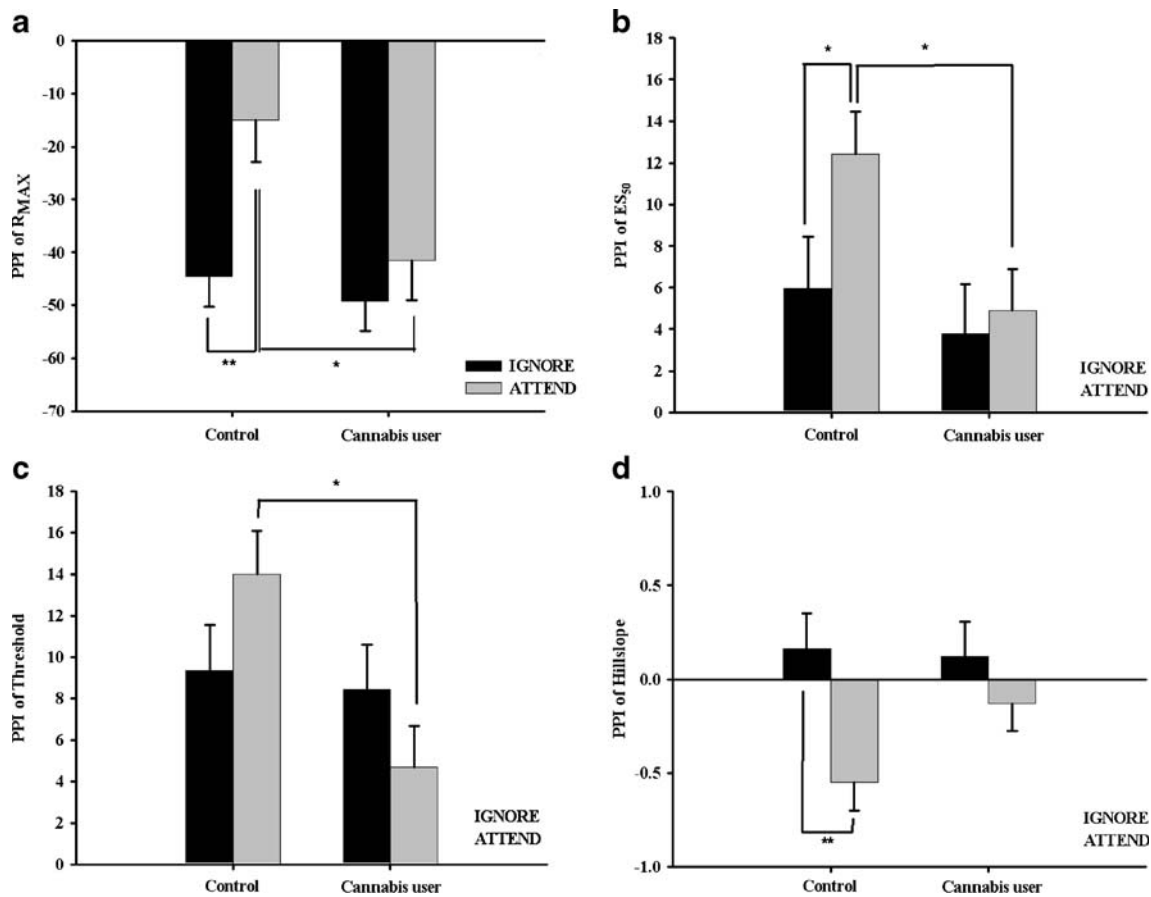 a
0
-10
-20
-30
-40
-50
-60
-70
PPI of RMAX
**
*
IGNORE
ATTEND
Control
Cannabis user
b
18
16
14
12
10
8
6
4
2
0
PPI of ES50
*
*
IGNORE
ATTEND
Control
Cannabis user
c
18
16
14
12
10
8
6
4
2
0
PPI of Threshold
*
IGNORE
ATTEND
Control
Cannabis user
d
1.0
0.5
0.0
-0.5
-1.0
PPI of Hillslope
**
IGNORE
ATTEND
Control
Cannabis user